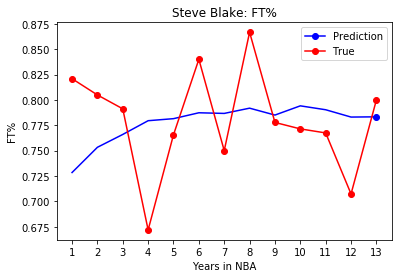 Steve Blake: FT%
Prediction
True
0.875
0.850
0.825
0.800
0.775
0.750
0.725
0.700
0.675
FT%
1 2 3 4 5 6 7 8 9 10 11 12 13
Years in NBA